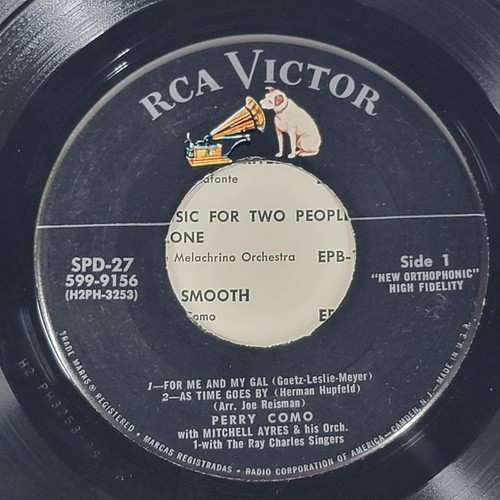 RCA VICTOR
afonte
SIC FOR TWO PEOPL
LONE
Melachrino Orchestra EPB-1
SMOOTH
Como
SPD-27
599-9156
(H2PH-3253)
Side 1
"NEW ORTHOPHONIC"
HIGH FIDELITY
1—FOR ME AND MY GAL (Goetz-Leslie-Meyer)
2—AS TIME GOES BY (Herman Hupfeld)
(Arr. Joe Reisman)
PERRY COMO
with MITCHELL AYRES & his Orch.
1-with The Ray Charles Singers
TRADE MARKS ® REGISTERED • MARCAS REGISTRADAS • RADIO CORPORATION OF AMERICA—CAMDEN, N.J.—MADE IN U.S.A.